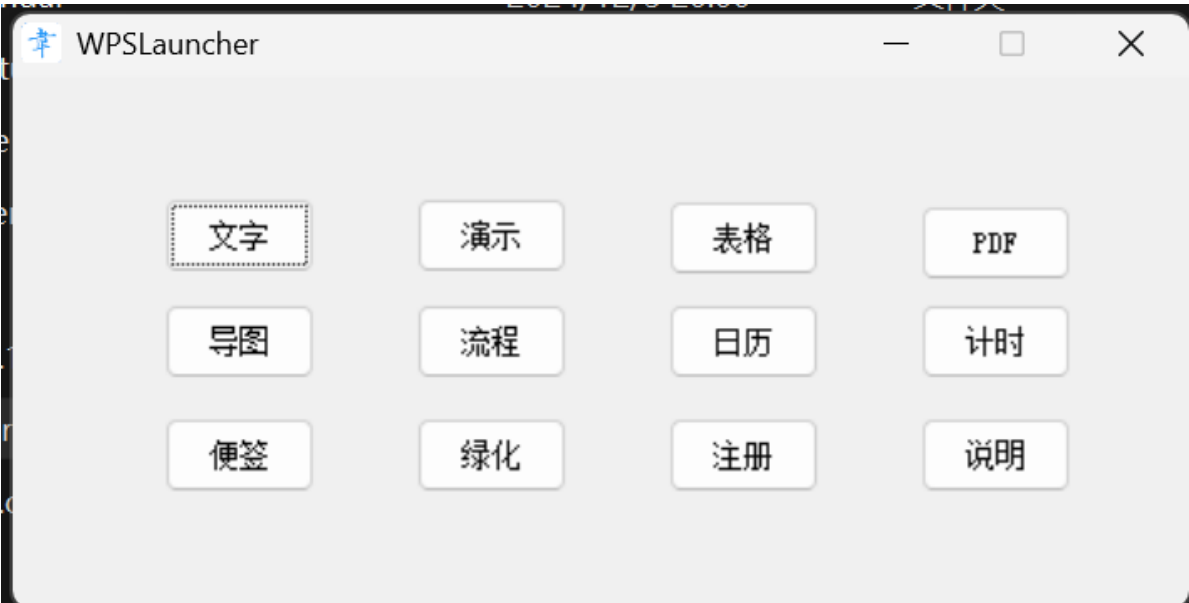 WPSLauncher
文字 演示 表格 PDF
导图 流程 日历 计时
便签 绿化 注册 说明